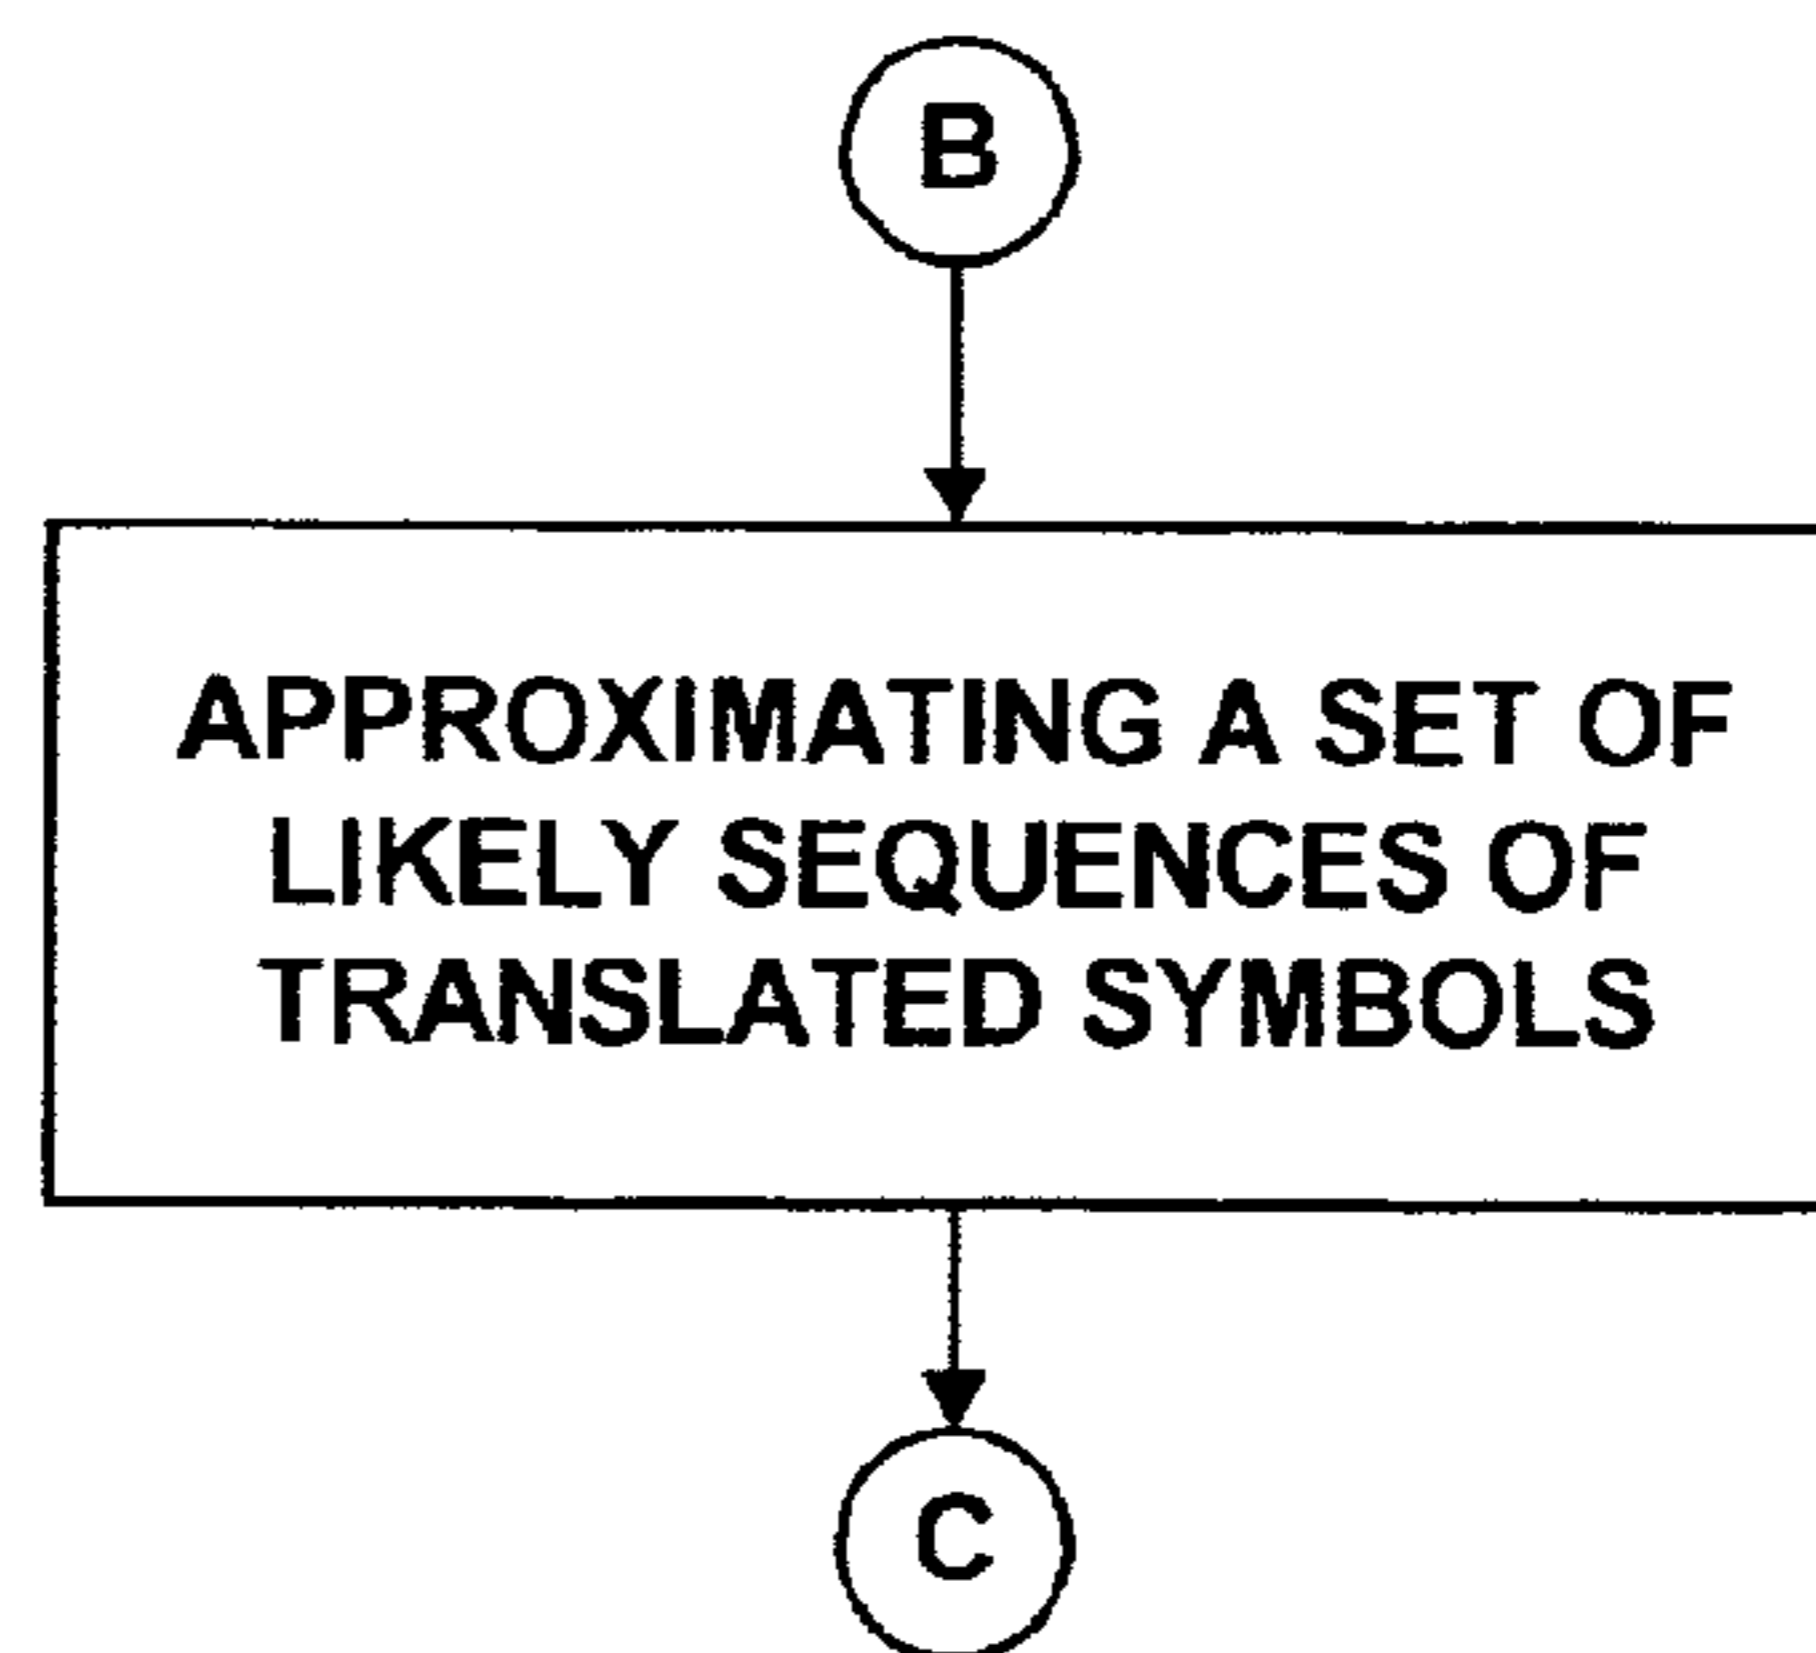 B
APPROXIMATING A SET OF
LIKELY SEQUENCES OF
TRANSLATED SYMBOLS
C